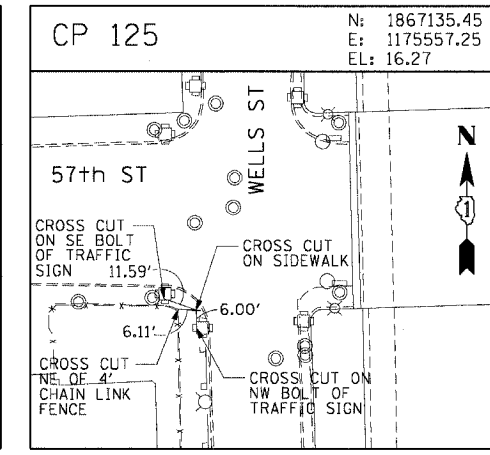 CP 125
N: 1867135.45
E: 1175557.25
EL: 16.27
WELLS ST
N
57th ST
1
CROSS CUT
ON SE BOLT
OF TRAFFIC
SIGN
11.59'
CROSS CUT
ON SIDEWALK
6.00'
6.11'
CROSS CUT
NE OF 4'
CHAIN LINK
FENCE
CROSS CUT ON
NW BOLT OF
TRAFFIC SIGN